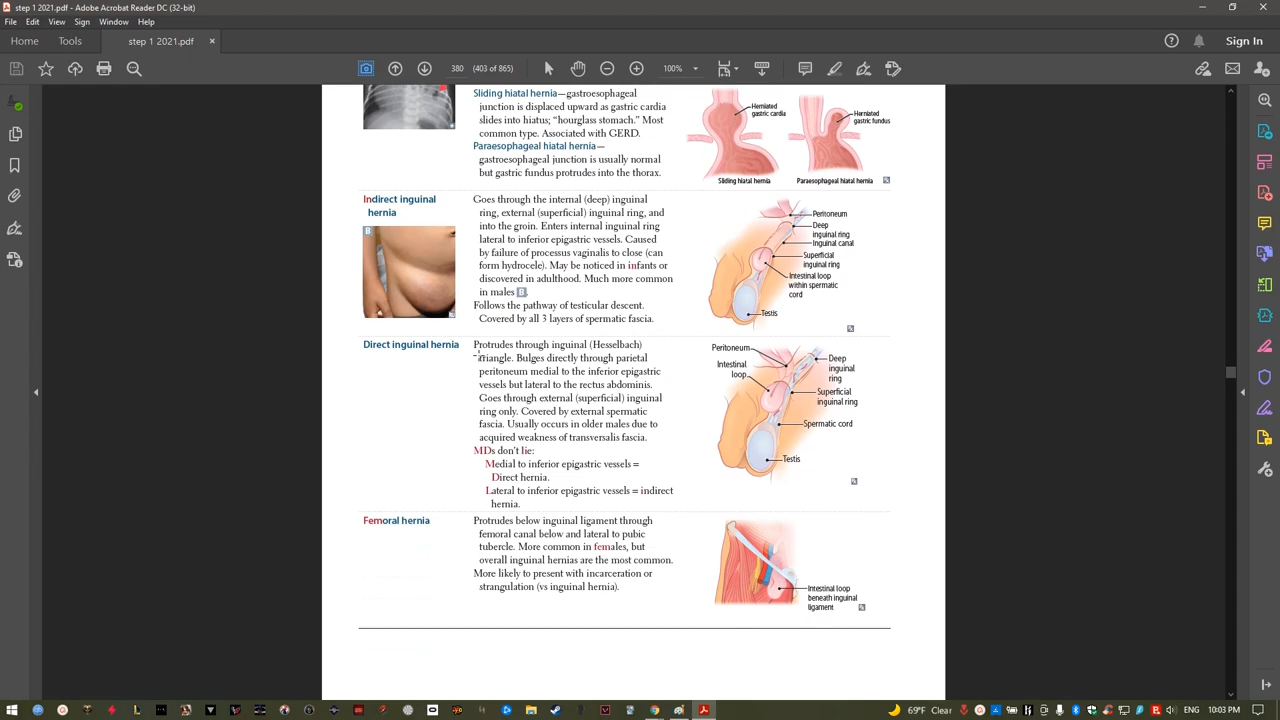 step 1 2021.pdf - Adobe Acrobat Reader DC (32-bit)
File Edit View Sign Window Help
Home Tools step 1 2021.pdf × Sign In
380 (403 of 865) 100%
Sliding hiatal hernia—gastroesophageal
junction is displaced upward as gastric cardia
slides into hiatus; “hourglass stomach.” Most
common type. Associated with GERD.
Paraesophageal hiatal hernia—
gastroesophageal junction is usually normal
but gastric fundus protrudes into the thorax.
Herniated
gastric cardia
Herniated
gastric fundus
Sliding hiatal hernia
Paraesophageal hiatal hernia
Indirect inguinal
hernia
B
Goes through the internal (deep) inguinal
ring, external (superficial) inguinal ring, and
into the groin. Enters internal inguinal ring
lateral to inferior epigastric vessels. Caused
by failure of processus vaginalis to close (can
form hydrocele). May be noticed in infants or
discovered in adulthood. Much more common
in males B.
Follows the pathway of testicular descent.
Covered by all 3 layers of spermatic fascia.
Peritoneum
Deep
inguinal ring
Inguinal canal
Superficial
inguinal ring
Intestinal loop
within spermatic
cord
Testis
Direct inguinal hernia
Protrudes through inguinal (Hesselbach)
triangle. Bulges directly through parietal
peritoneum medial to the inferior epigastric
vessels but lateral to the rectus abdominis.
Goes through external (superficial) inguinal
ring only. Covered by external spermatic
fascia. Usually occurs in older males due to
acquired weakness of transversalis fascia.
MDs don’t lie:
Medial to inferior epigastric vessels =
Direct hernia.
Lateral to inferior epigastric vessels = indirect
hernia.
Peritoneum
Intestinal
loop
Deep
inguinal
ring
Superficial
inguinal ring
Spermatic cord
Testis
Femoral hernia
Protrudes below inguinal ligament through
femoral canal below and lateral to pubic
tubercle. More common in females, but
overall inguinal hernias are the most common.
More likely to present with incarceration or
strangulation (vs inguinal hernia).
Intestinal loop
beneath inguinal
ligament
69°F Clear 10:03 PM